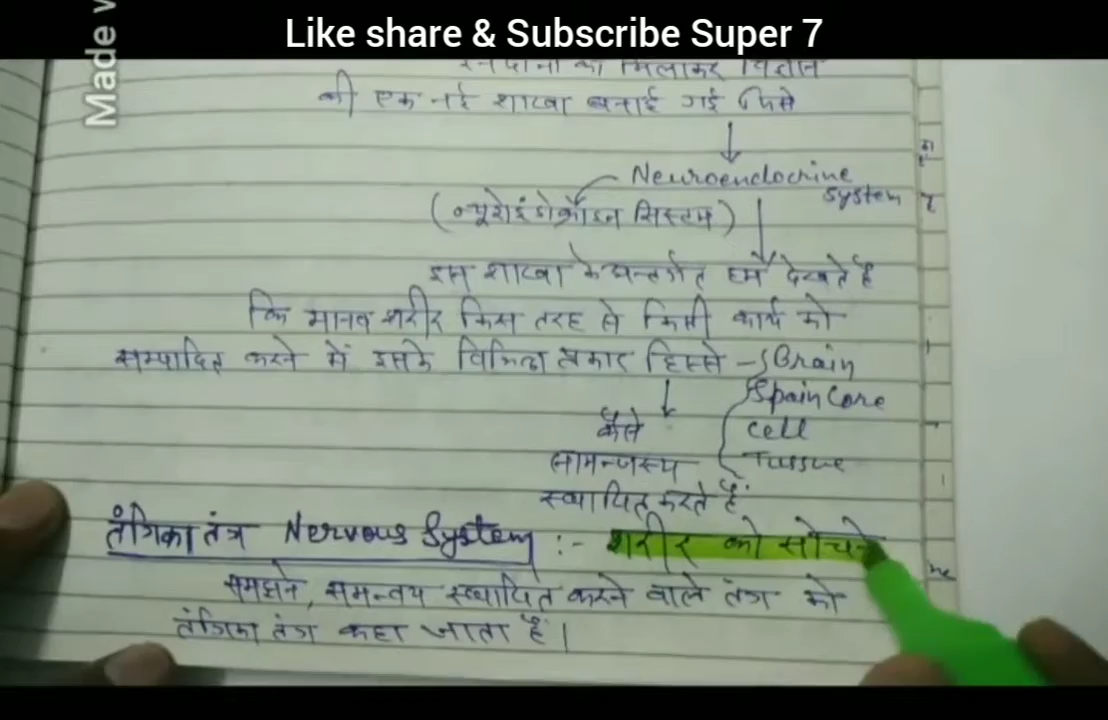 Like share & Subscribe Super 7
Made
इन दोनों को मिलाकर विज्ञान
की एक नई शाखा बनाई गई जिसे
Neuroendocrine
System
(न्यूरोइंडोक्राइन सिस्टम)
इस शाखा के अन्तर्गत हम देखते है
कि मानव शरीर किस तरह से किसी कार्य को
सम्पादित करने में इसके विभिन्न प्रकार हिस्से - Brain
Spain Core
कैसे Cell
सामन्जस्य Tissue
स्थापित करते हैं
तंत्रिका तंत्र Nervous System :- शरीर को सोचने
समझने, समन्वय स्थापित करने वाले तंत्र को
तंत्रिका तंत्र कहा जाता है।